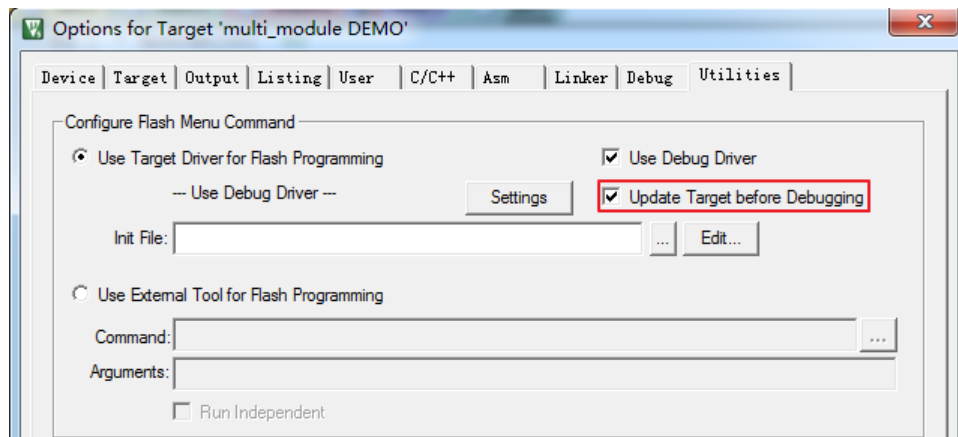 Options for Target 'multi_module DEMO'
Device Target Output Listing User C/C++ Asm Linker Debug Utilities
Configure Flash Menu Command
Use Target Driver for Flash Programming Use Debug Driver
--- Use Debug Driver --- Settings Update Target before Debugging
Init File: ... Edit...
Use External Tool for Flash Programming
Command: ...
Arguments:
Run Independent